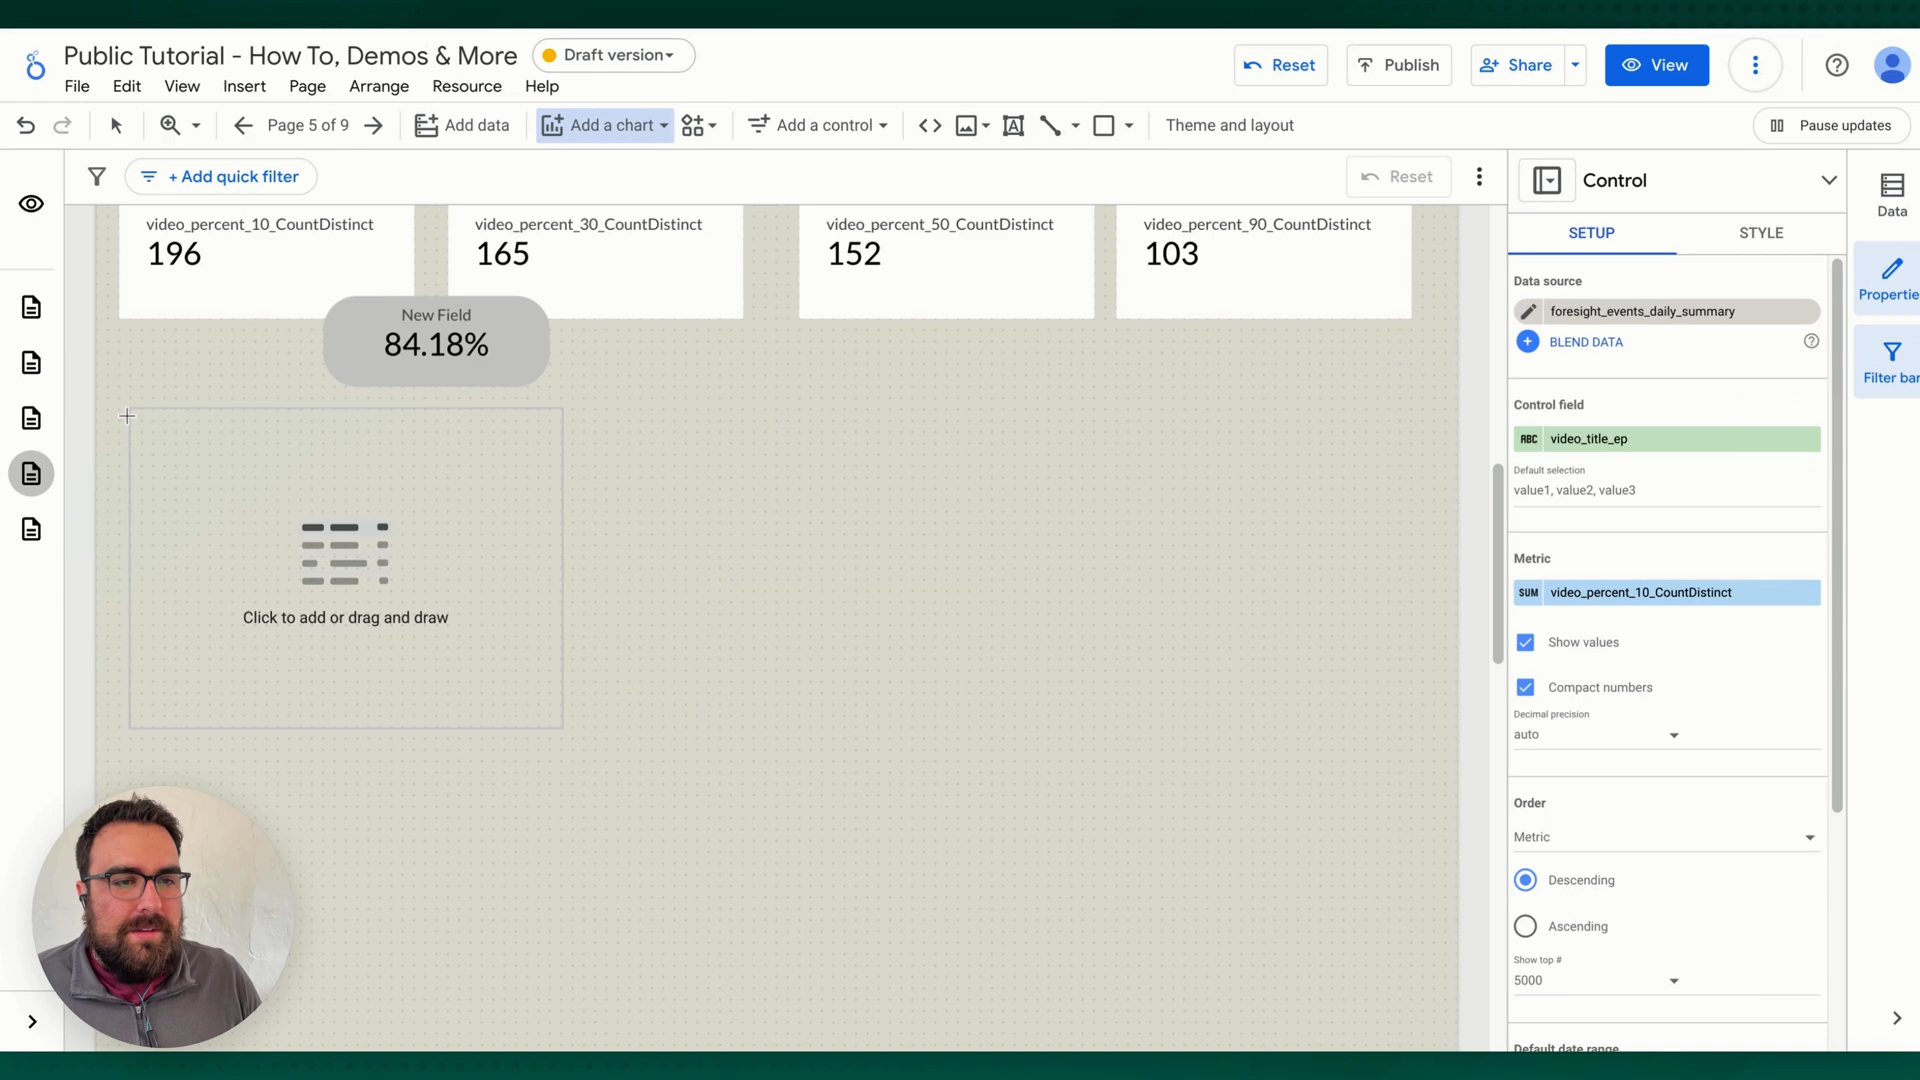 Public Tutorial - How To, Demos & More
Draft version
Reset
Publish
Share
View
File Edit View Insert Page Arrange Resource Help
Page 5 of 9
Add data
Add a chart
Add a control
Theme and layout
Pause updates
+ Add quick filter
Reset
video_percent_10_CountDistinct
196
video_percent_30_CountDistinct
165
video_percent_50_CountDistinct
152
video_percent_90_CountDistinct
103
New Field
84.18%
Click to add or drag and draw
Control
SETUP
STYLE
Data source
foresight_events_daily_summary
BLEND DATA
Control field
ABC video_title_ep
Default selection
value1, value2, value3
Metric
SUM video_percent_10_CountDistinct
Show values
Compact numbers
Decimal precision
auto
Order
Metric
Descending
Ascending
Show top #
5000
Default date range
Data
Propertie
Filter bar